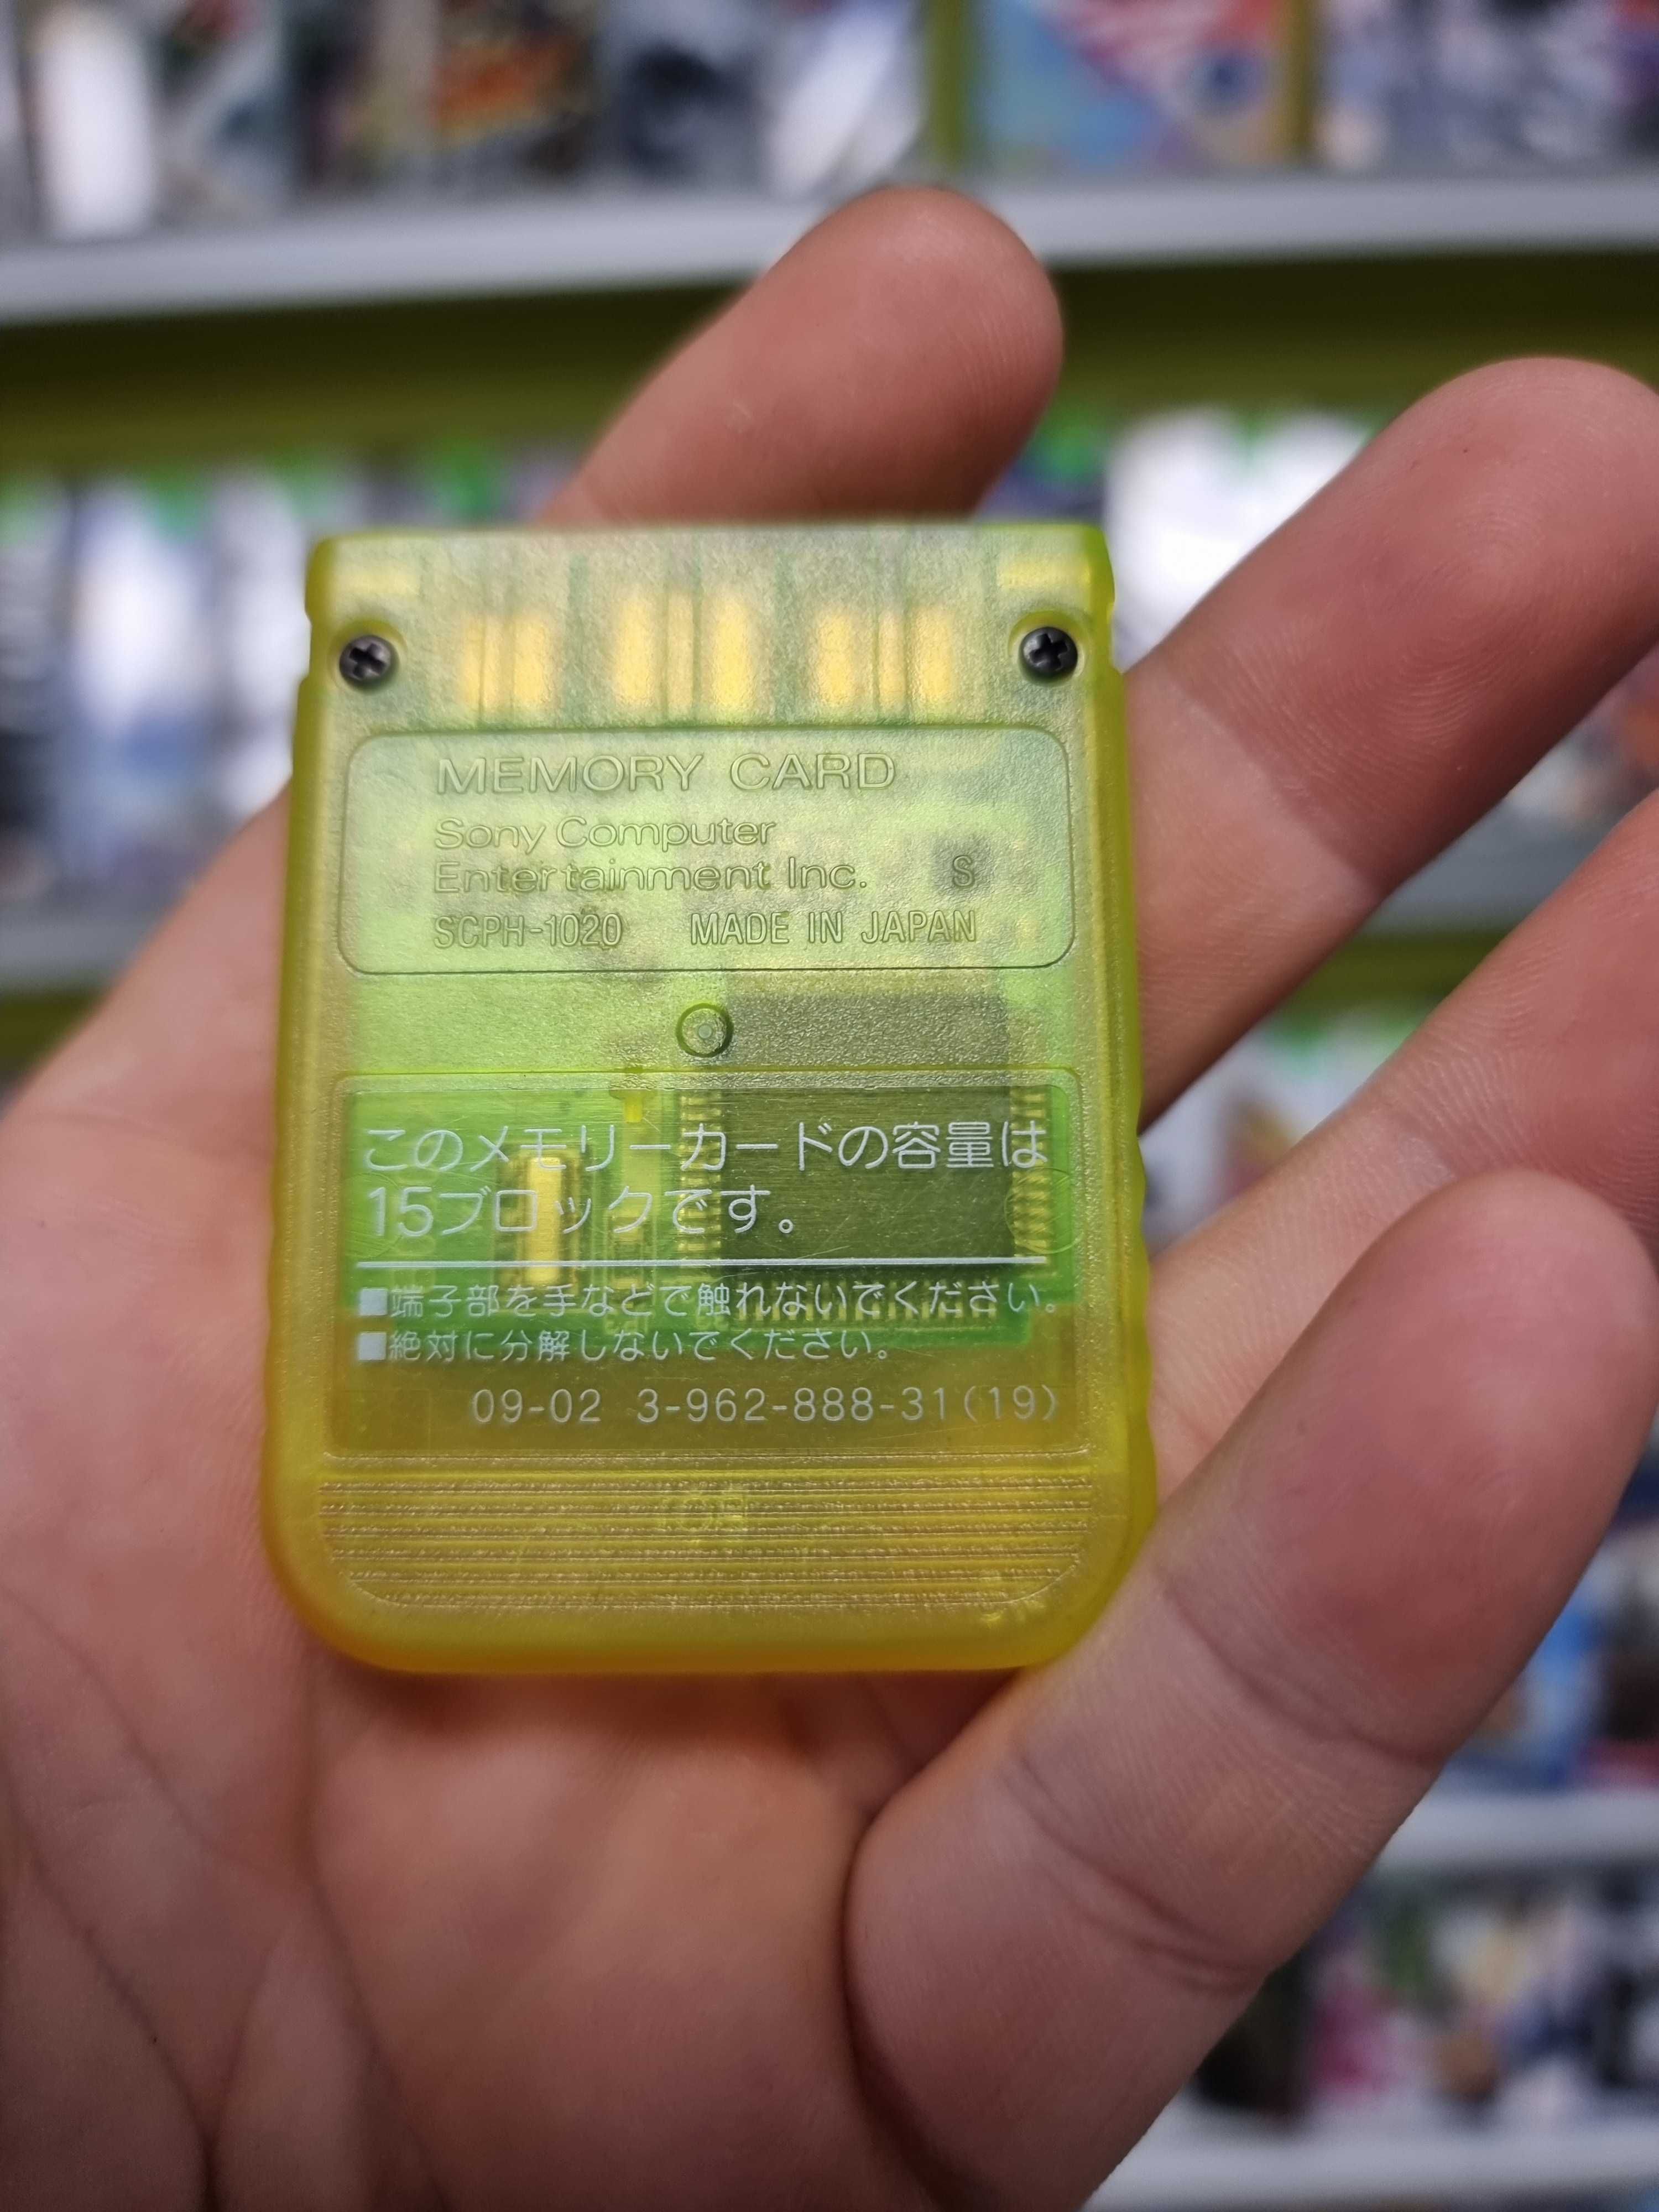 MEMORY CARD
Sony Computer
Entertainment Inc. S
SCPH-1020 MADE IN JAPAN
このメモリーカードの容量は
15ブロックです。
■端子部を手などで触れないでください。
■絶対に分解しないでください。
09-02 3-962-888-31(19)